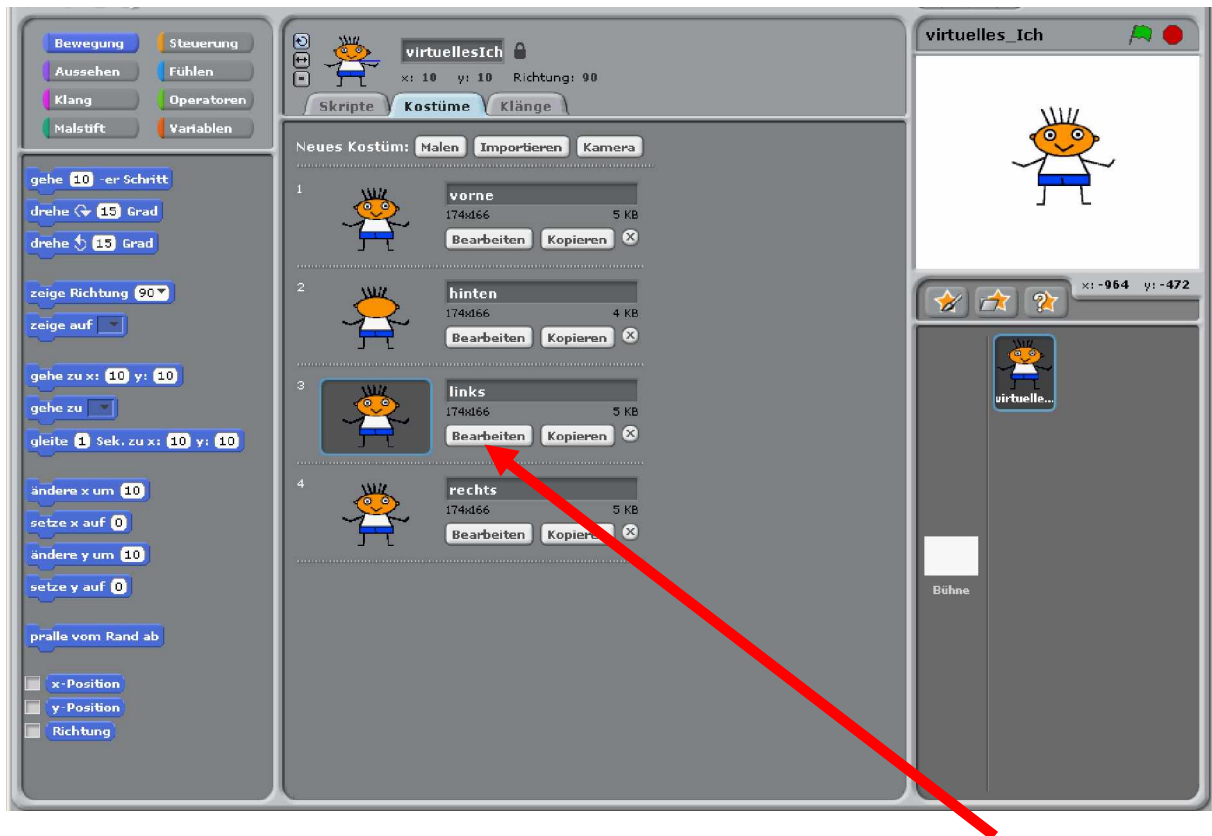 Bewegung
Steuerung
Aussehen
Fühlen
Klang
Operatoren
Malstift
Variablen
gehe 10 -er Schritt
drehe 15 Grad
drehe 15 Grad
zeige Richtung 90
zeige auf
gehe zu x: 10 y: 10
gehe zu
gleite 1 Sek. zu x: 10 y: 10
ändere x um 10
setze x auf 0
ändere y um 10
setze y auf 0
pralle vom Rand ab
x-Position
y-Position
Richtung
virtuellesIch
x: 10 y: 10 Richtung: 90
Skripte
Kostüme
Klänge
Neues Kostüm: Malen Importieren Kamera
1
vorne
174x166 5 KB
Bearbeiten Kopieren
2
hinten
174x166 4 KB
Bearbeiten Kopieren
3
links
174x166 5 KB
Bearbeiten Kopieren
4
rechts
174x166 5 KB
Bearbeiten Kopieren
virtuelles_Ich
x: -964 y: -472
virtuelle...
Bühne